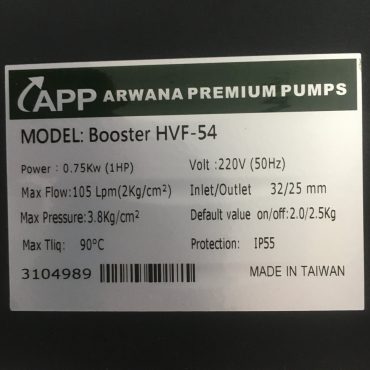 APP ARWANA PREMIUM PUMPS
MODEL: Booster HVF-54
Power : 0.75Kw (1HP) Volt :220V (50Hz)
Max Flow:105 Lpm(2Kg/cm²) Inlet/Outlet 32/25 mm
Max Pressure:3.8Kg/cm² Default value on/off:2.0/2.5Kg
Max Tliq: 90°C Protection: IP55
3104989 MADE IN TAIWAN